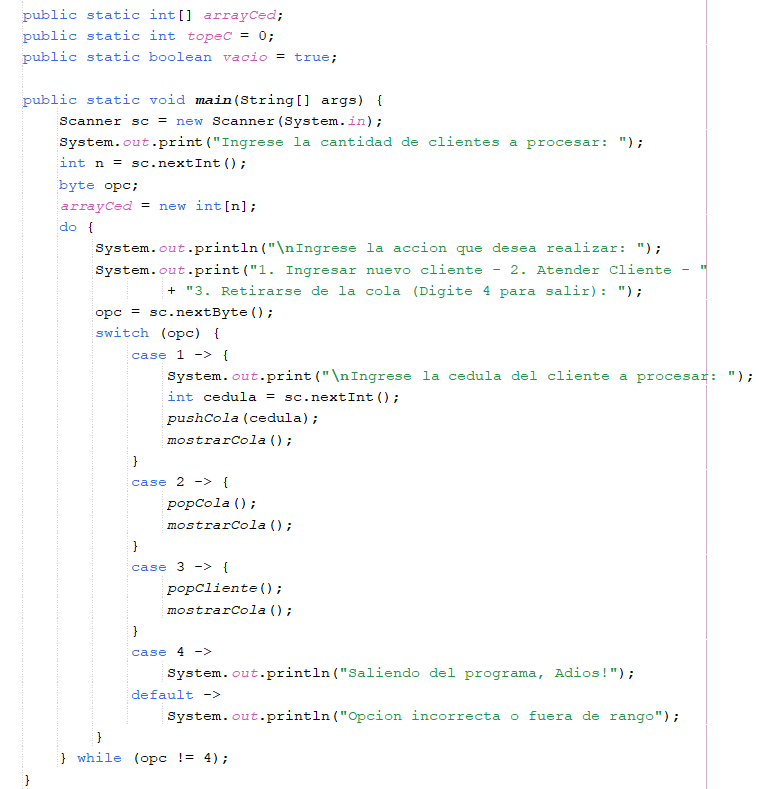 public static int[] arrayCed;
public static int topeC = 0;
public static boolean vacio = true;

public static void main(String[] args) {
    Scanner sc = new Scanner(System.in);
    System.out.print("Ingrese la cantidad de clientes a procesar: ");
    int n = sc.nextInt();
    byte opc;
    arrayCed = new int[n];
    do {
        System.out.println("\nIngrese la accion que desea realizar: ");
        System.out.print("1. Ingresar nuevo cliente - 2. Atender Cliente - "
                + "3. Retirarse de la cola (Digite 4 para salir): ");
        opc = sc.nextByte();
        switch (opc) {
            case 1 -> {
                System.out.print("\nIngrese la cedula del cliente a procesar: ");
                int cedula = sc.nextInt();
                pushCola(cedula);
                mostrarCola();
            }
            case 2 -> {
                popCola();
                mostrarCola();
            }
            case 3 -> {
                popCliente();
                mostrarCola();
            }
            case 4 ->
                System.out.println("Saliendo del programa, Adios!");
            default ->
                System.out.println("Opcion incorrecta o fuera de rango");
        }
    } while (opc != 4);
}